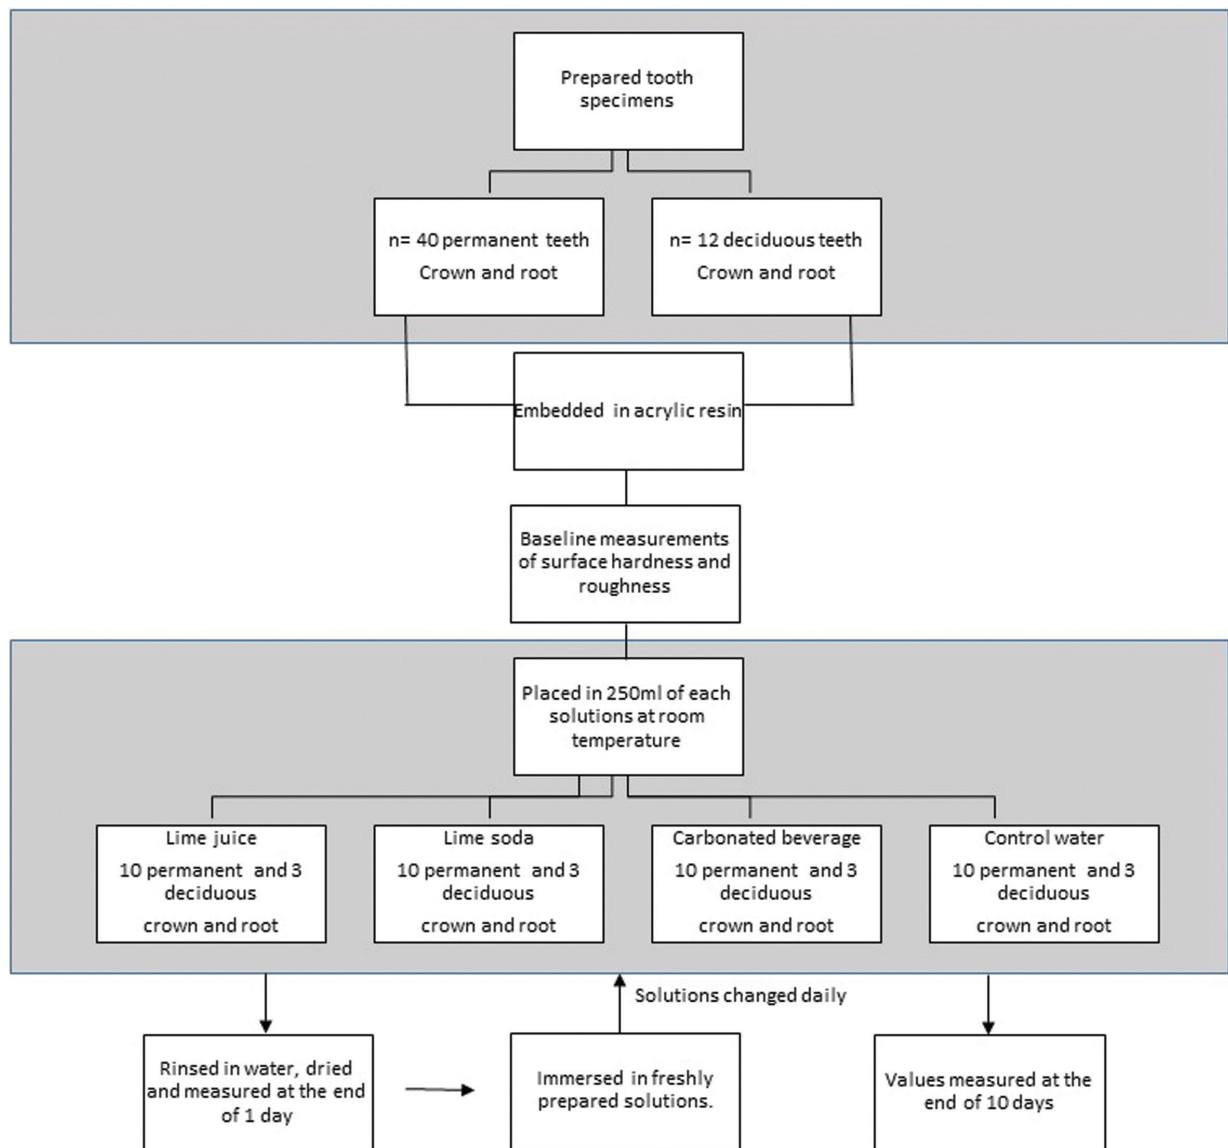 Prepared tooth
specimens
n= 40 permanent teeth
Crown and root
n= 12 deciduous teeth
Crown and root
Embedded in acrylic resin
Baseline measurements
of surface hardness and
roughness
Placed in 250ml of each
solutions at room
temperature
Lime juice
10 permanent and 3
deciduous
crown and root
Lime soda
10 permanent and 3
deciduous
crown and root
Carbonated beverage
10 permanent and 3
deciduous
crown and root
Control water
10 permanent and 3
deciduous
crown and root
Solutions changed daily
Rinsed in water, dried
and measured at the end
of 1 day
Immersed in freshly
prepared solutions.
Values measured at the
end of 10 days